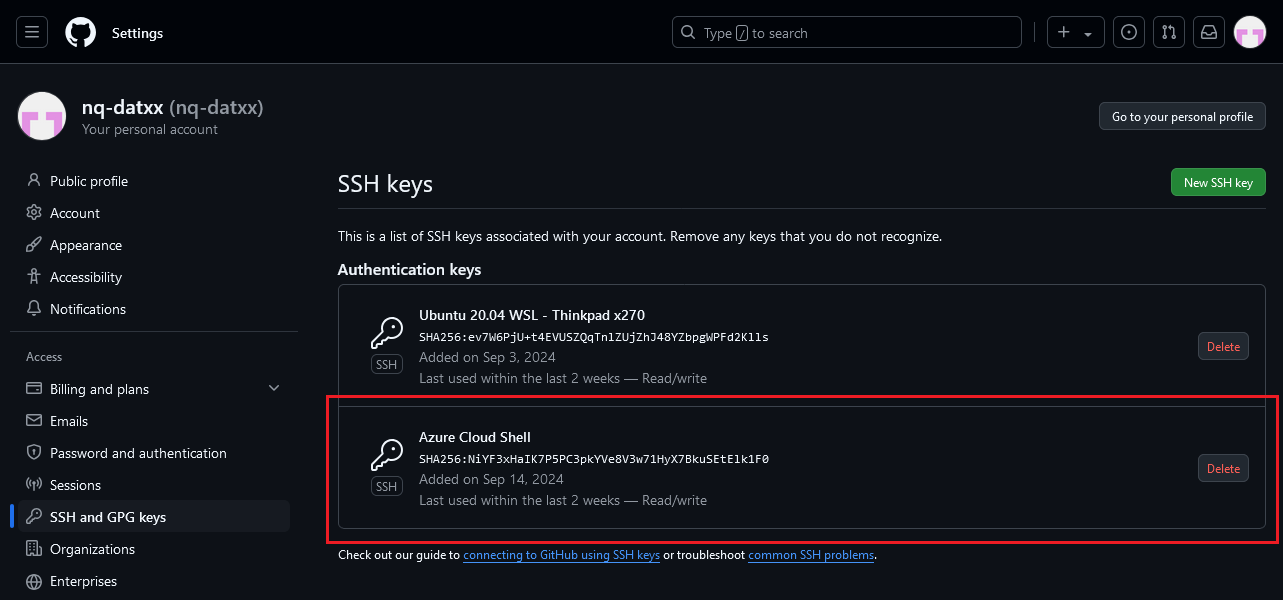 Settings
Type / to search
nq-datxx (nq-datxx)
Your personal account
Go to your personal profile
Public profile
Account
Appearance
Accessibility
Notifications
Access
Billing and plans
Emails
Password and authentication
Sessions
SSH and GPG keys
Organizations
Enterprises
SSH keys
New SSH key
This is a list of SSH keys associated with your account. Remove any keys that you do not recognize.
Authentication keys
Ubuntu 20.04 WSL - Thinkpad x270
SHA256:ev7W6PjU+t4EVUSZQqTnlZUjZhJ48YZbpgWPFd2Klls
SSH
Added on Sep 3, 2024
Last used within the last 2 weeks — Read/write
Delete
Azure Cloud Shell
SHA256:NiYF3xHaIK7P5PC3pkYVe8V3w71HyX7BkuSEtElk1F0
SSH
Added on Sep 14, 2024
Last used within the last 2 weeks — Read/write
Delete
Check out our guide to connecting to GitHub using SSH keys or troubleshoot common SSH problems.